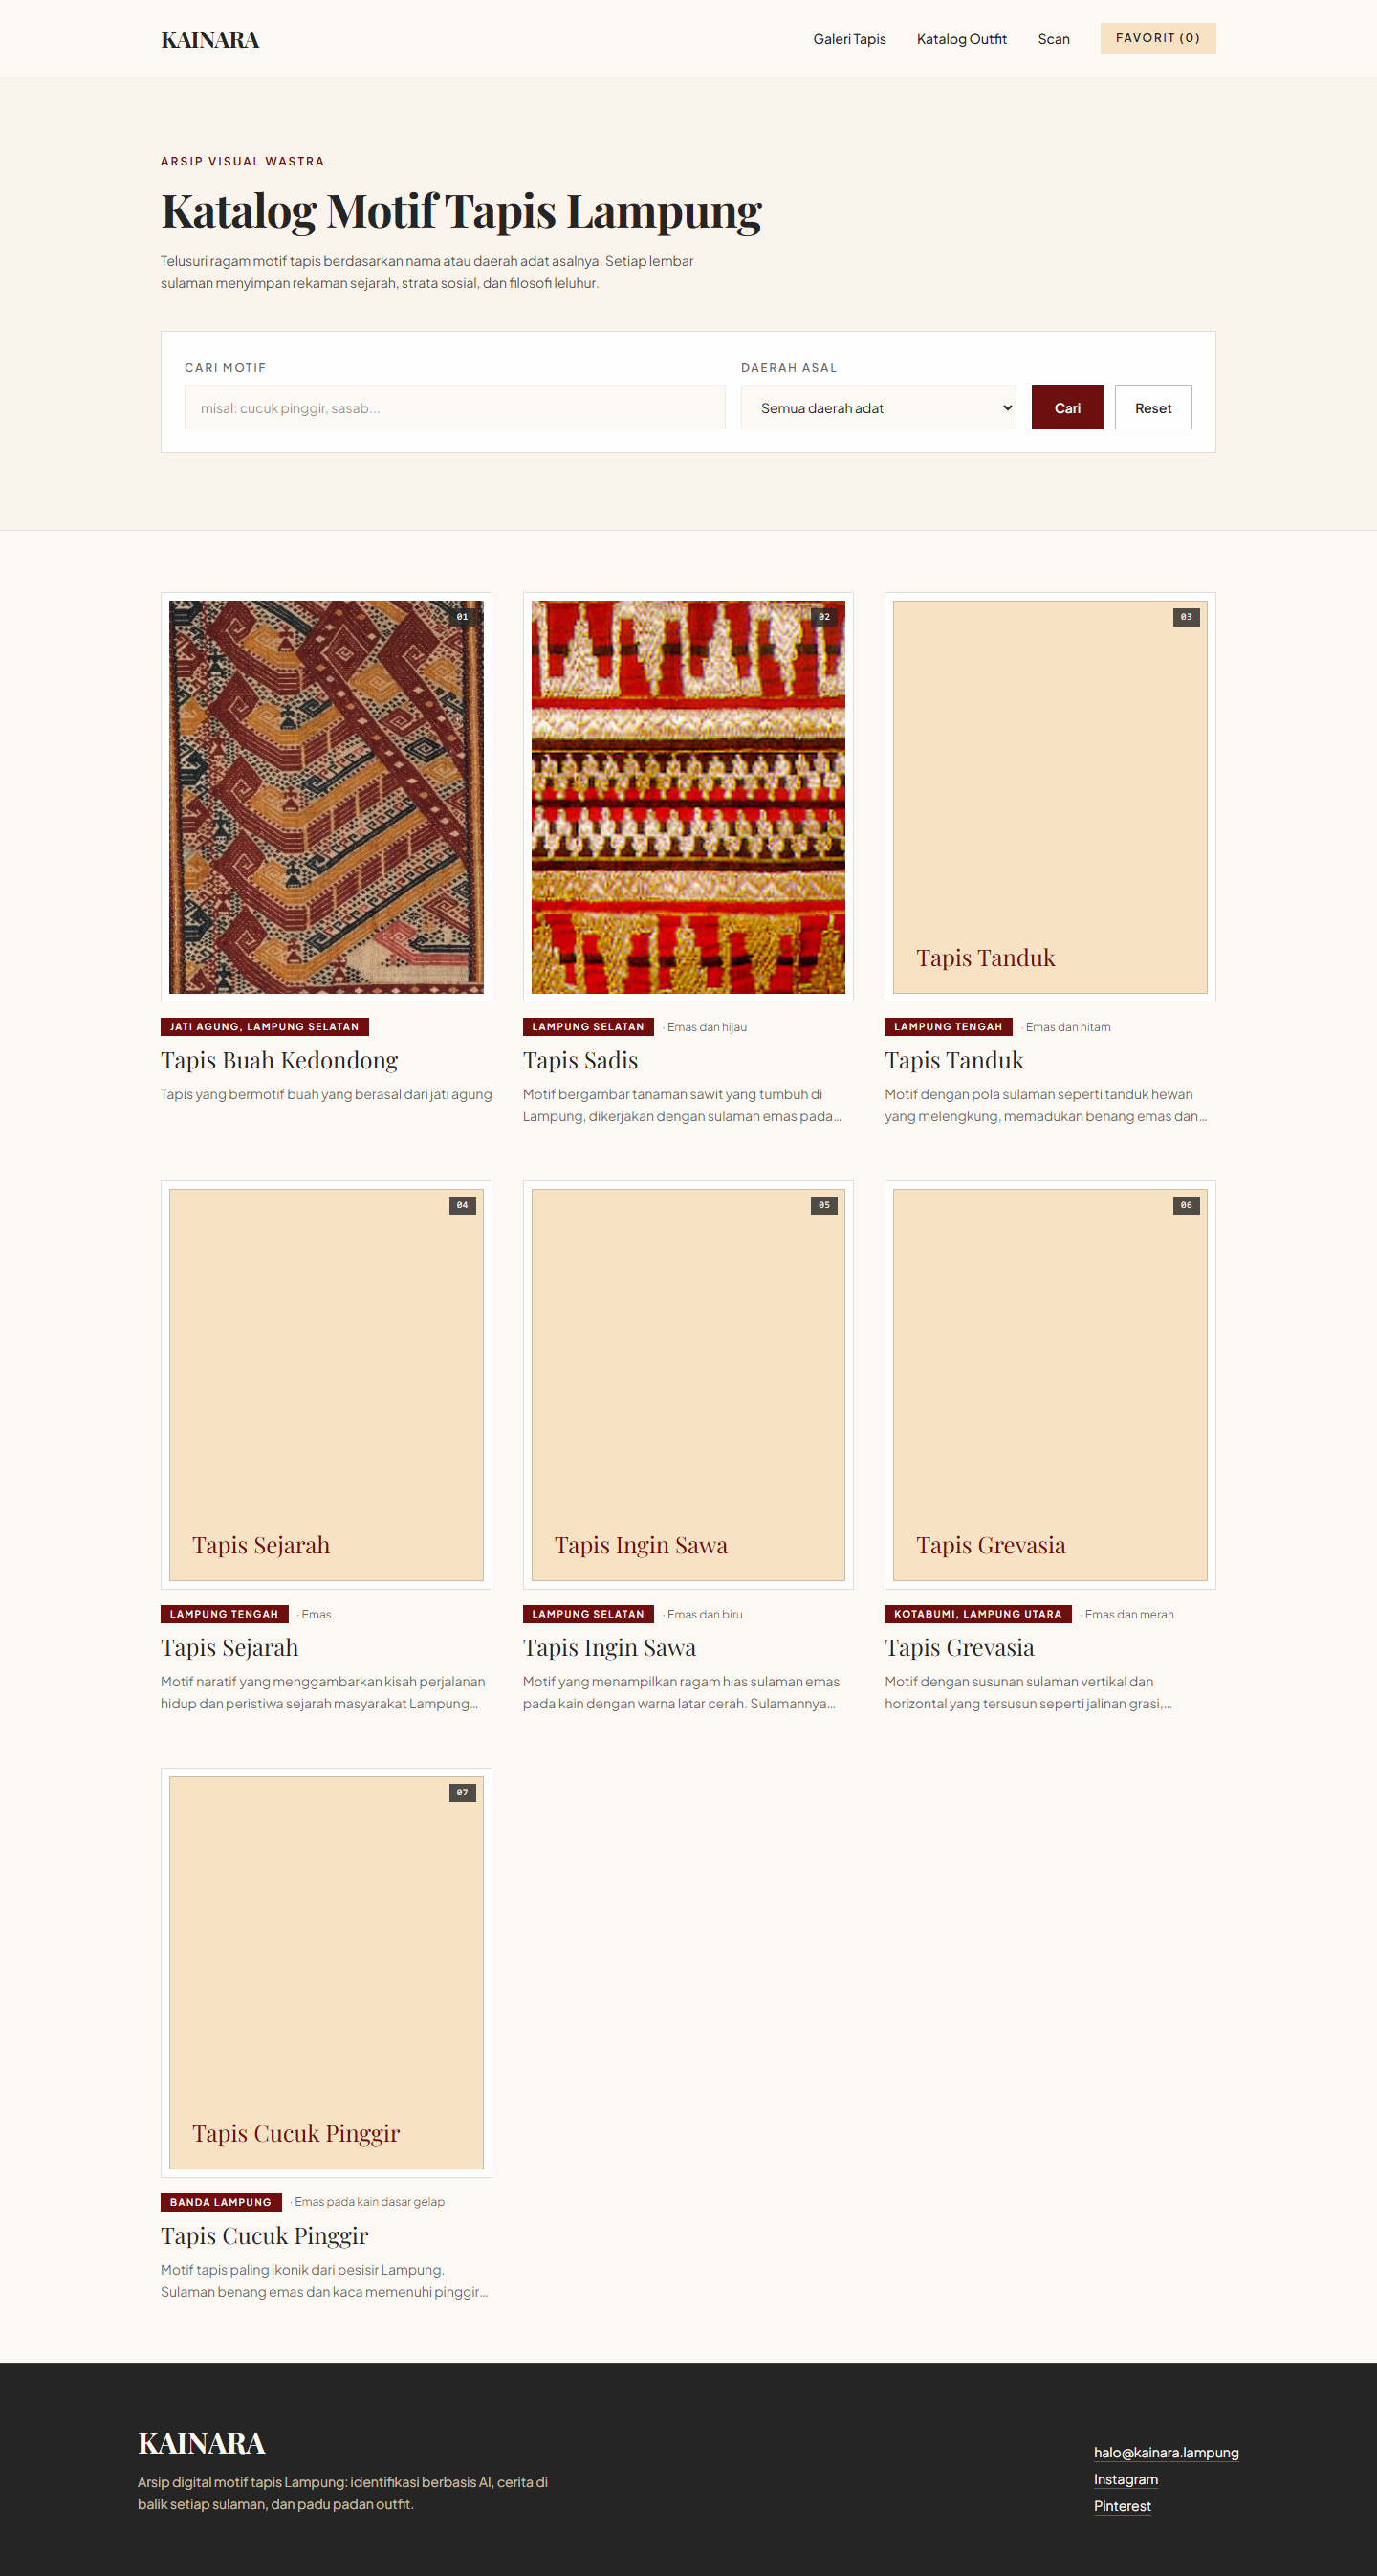 KAINARA
Galeri Tapis
Katalog Outfit
Scan
FAVORIT (0)
ARSIP VISUAL WASTRA
Katalog Motif Tapis Lampung
Telusuri ragam motif tapis berdasarkan nama atau daerah adat asalnya. Setiap lembar
sulaman menyimpan rekaman sejarah, strata sosial, dan filosofi leluhur.
CARI MOTIF
DAERAH ASAL
misal: cucuk pinggir, sasab...
Semua daerah adat
Cari
Reset
01
02
03
Tapis Tanduk
JATI AGUNG, LAMPUNG SELATAN
Tapis Buah Kedondong
Tapis yang bermotif buah yang berasal dari jati agung
LAMPUNG SELATAN · Emas dan hijau
Tapis Sadis
Motif bergambar tanaman sawit yang tumbuh di
Lampung, dikerjakan dengan sulaman emas pada...
LAMPUNG TENGAH · Emas dan hitam
Tapis Tanduk
Motif dengan pola sulaman seperti tanduk hewan
yang melengkung, memadukan benang emas dan...
04
05
06
Tapis Sejarah
Tapis Ingin Sawa
Tapis Grevasia
LAMPUNG TENGAH · Emas
Tapis Sejarah
Motif naratif yang menggambarkan kisah perjalanan
hidup dan peristiwa sejarah masyarakat Lampung...
LAMPUNG SELATAN · Emas dan biru
Tapis Ingin Sawa
Motif yang menampilkan ragam hias sulaman emas
pada kain dengan warna latar cerah. Sulamannya...
KOTABUMI, LAMPUNG UTARA · Emas dan merah
Tapis Grevasia
Motif dengan susunan sulaman vertikal dan
horizontal yang tersusun seperti jalinan grasi,...
07
Tapis Cucuk Pinggir
BANDA LAMPUNG · Emas pada kain dasar gelap
Tapis Cucuk Pinggir
Motif tapis paling ikonik dari pesisir Lampung.
Sulaman benang emas dan kaca memenuhi pinggir...
KAINARA
Arsip digital motif tapis Lampung: identifikasi berbasis AI, cerita di
balik setiap sulaman, dan padu padan outfit.
halo@kainara.lampung
Instagram
Pinterest